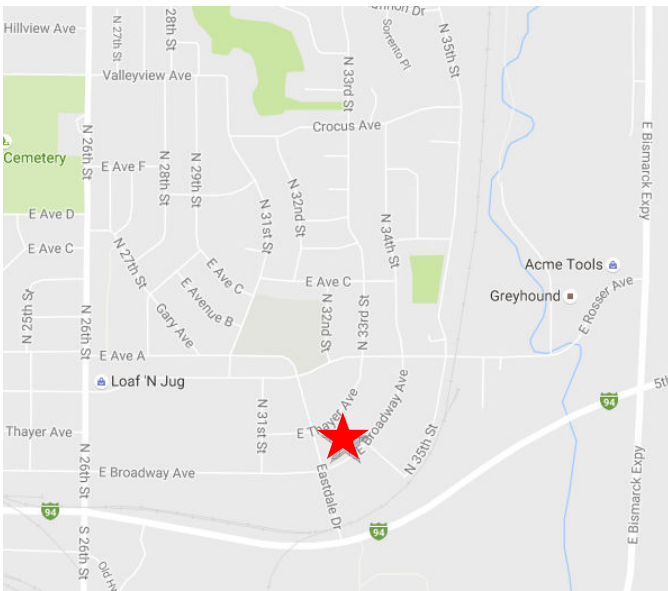 Hillview Ave
N 27th St
28th St
Sorrento Pl
N 35th St
Valleyview Ave
N 33rd St
Crocus Ave
E Bismarck Expy
Cemetery
N 26th St
E Ave F
N 28th St
N 29th St
N 31st St
N 32nd St
E Ave D
E Ave C
N 27th St
N 34th St
Acme Tools
E Ave C
E Ave C
Greyhound
E Rosser Ave
E Avenue B
N 25th St
N 26th St
Gary Ave
N 32nd St
N 33rd St
E Ave A
Loaf 'N Jug
94
E Thayer Ave
E Broadway Ave
N 31st St
Thayer Ave
N 26th St
E Broadway Ave
N 35th St
Eastdale Dr
E Bismarck Expy
94
94
S 26th St